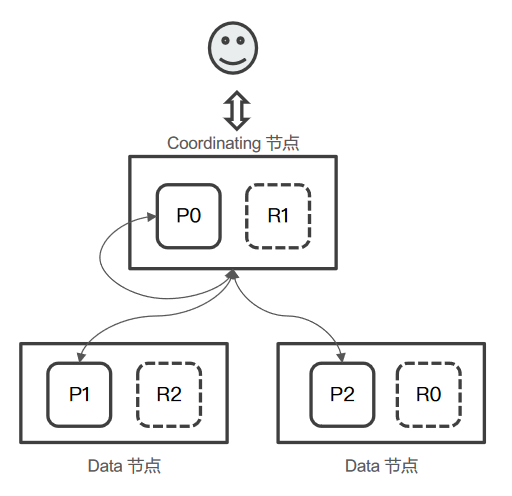 Coordinating 节点
P0 R1
P1 R2 P2 R0
Data 节点 Data 节点